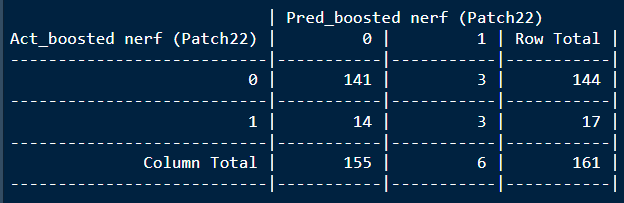 | Pred_boosted nerf (Patch22)
Act_boosted nerf (Patch22) |         0 |         1 | Row Total |
---------------------------|-----------|-----------|-----------|
                         0 |       141 |         3 |       144 |
---------------------------|-----------|-----------|-----------|
                         1 |        14 |         3 |        17 |
---------------------------|-----------|-----------|-----------|
              Column Total |       155 |         6 |       161 |
---------------------------|-----------|-----------|-----------|